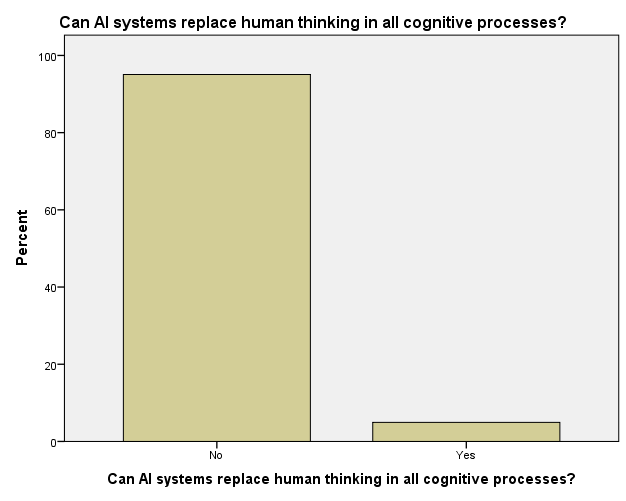 Can AI systems replace human thinking in all cognitive processes?
100
80
60
40
20
0
Percent
No
Yes
Can AI systems replace human thinking in all cognitive processes?